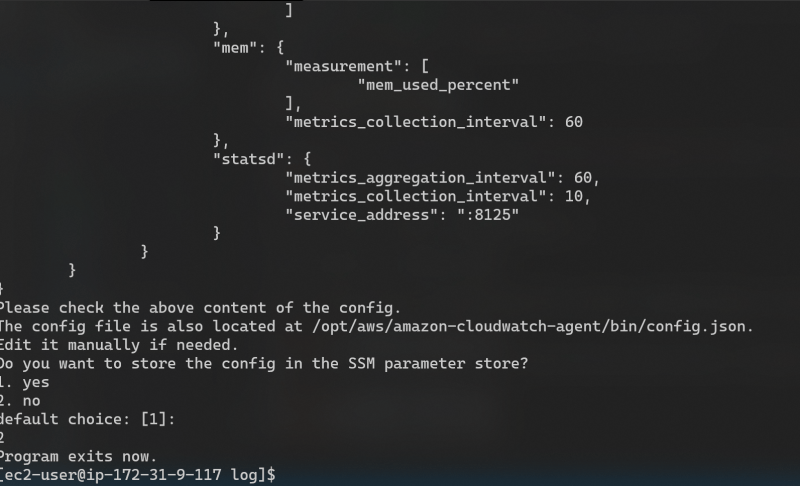 ]
},
"mem": {
"measurement": [
"mem_used_percent"
],
"metrics_collection_interval": 60
},
"statsd": {
"metrics_aggregation_interval": 60,
"metrics_collection_interval": 10,
"service_address": ":8125"
}
}
}
}
Please check the above content of the config.
The config file is also located at /opt/aws/amazon-cloudwatch-agent/bin/config.json.
Edit it manually if needed.
Do you want to store the config in the SSM parameter store?
1. yes
2. no
default choice: [1]:
2
Program exits now.
[ec2-user@ip-172-31-9-117 log]$